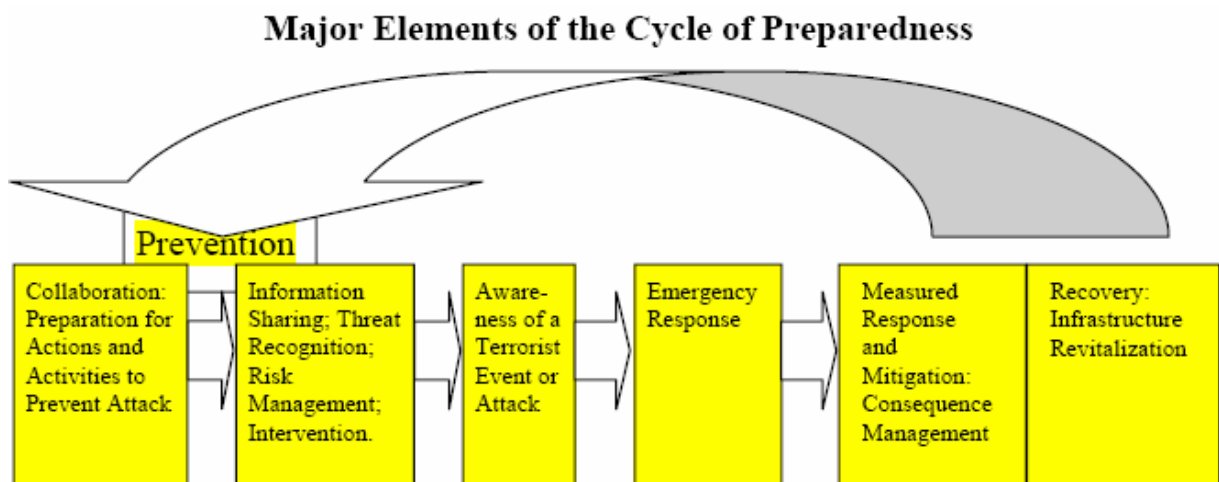 Major Elements of the Cycle of Preparedness
Prevention
Collaboration:
Preparation for
Actions and
Activities to
Prevent Attack
Information
Sharing; Threat
Recognition;
Risk
Management;
Intervention.
Aware-
ness of a
Terrorist
Event or
Attack
Emergency
Response
Measured
Response
and
Mitigation:
Consequence
Management
Recovery:
Infrastructure
Revitalization